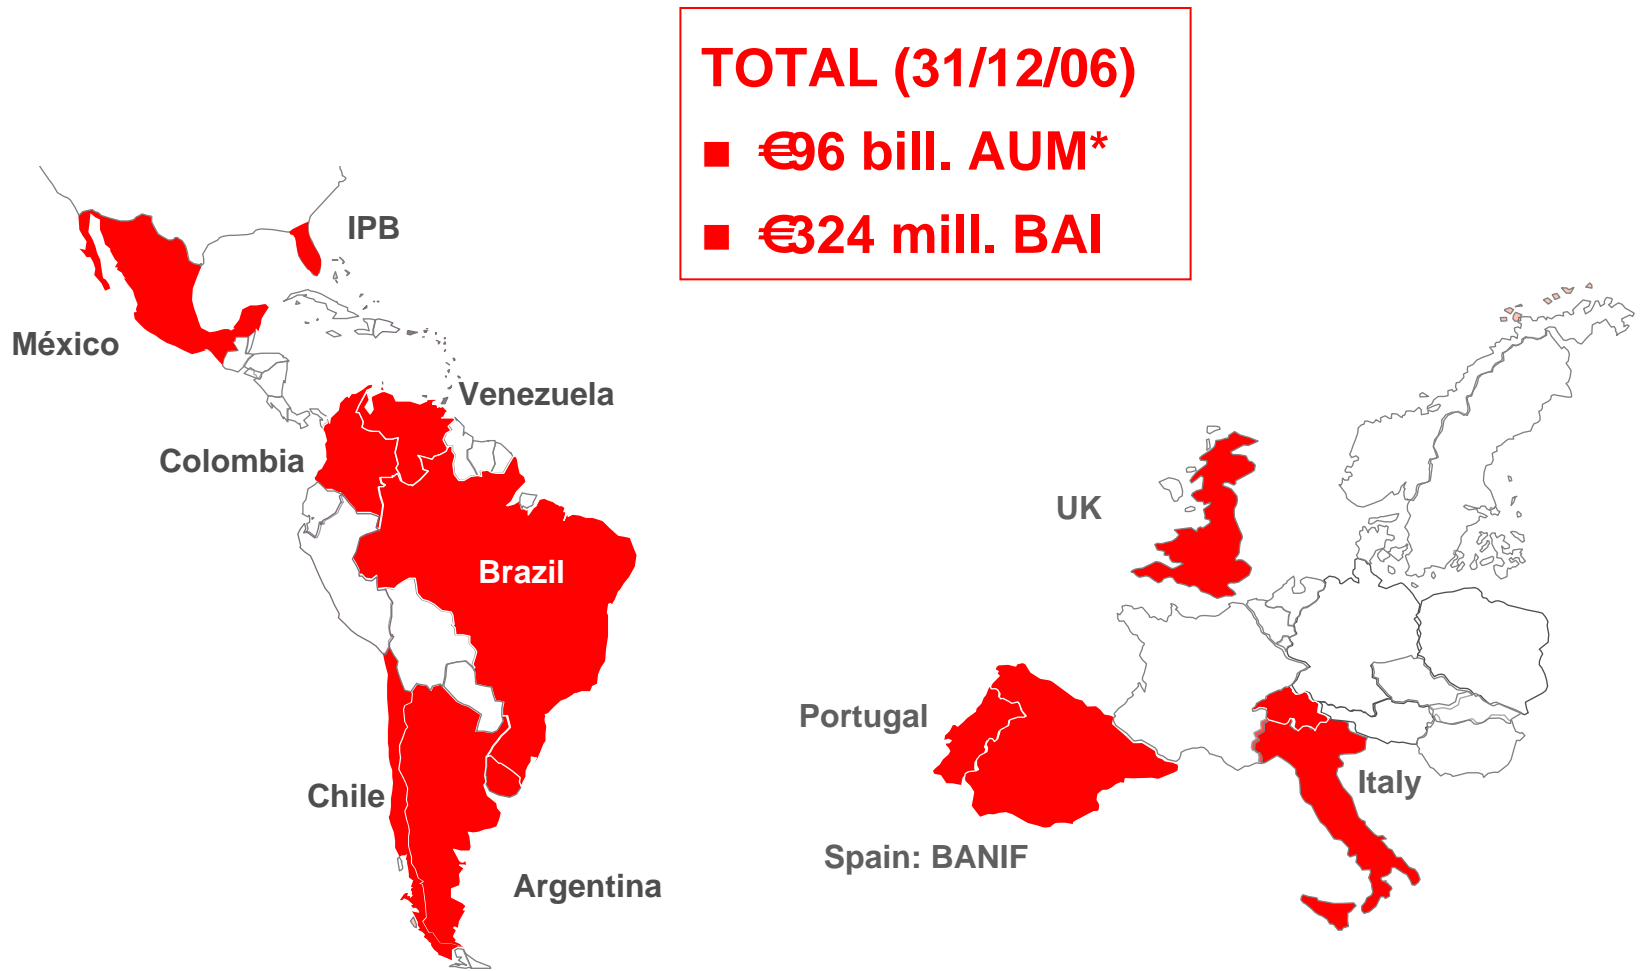 TOTAL (31/12/06)
■ €96 bill. AUM*
■ €324 mill. BAI
IPB
México
Venezuela
Colombia
UK
Brazil
Portugal
Italy
Chile
Spain: BANIF
Argentina